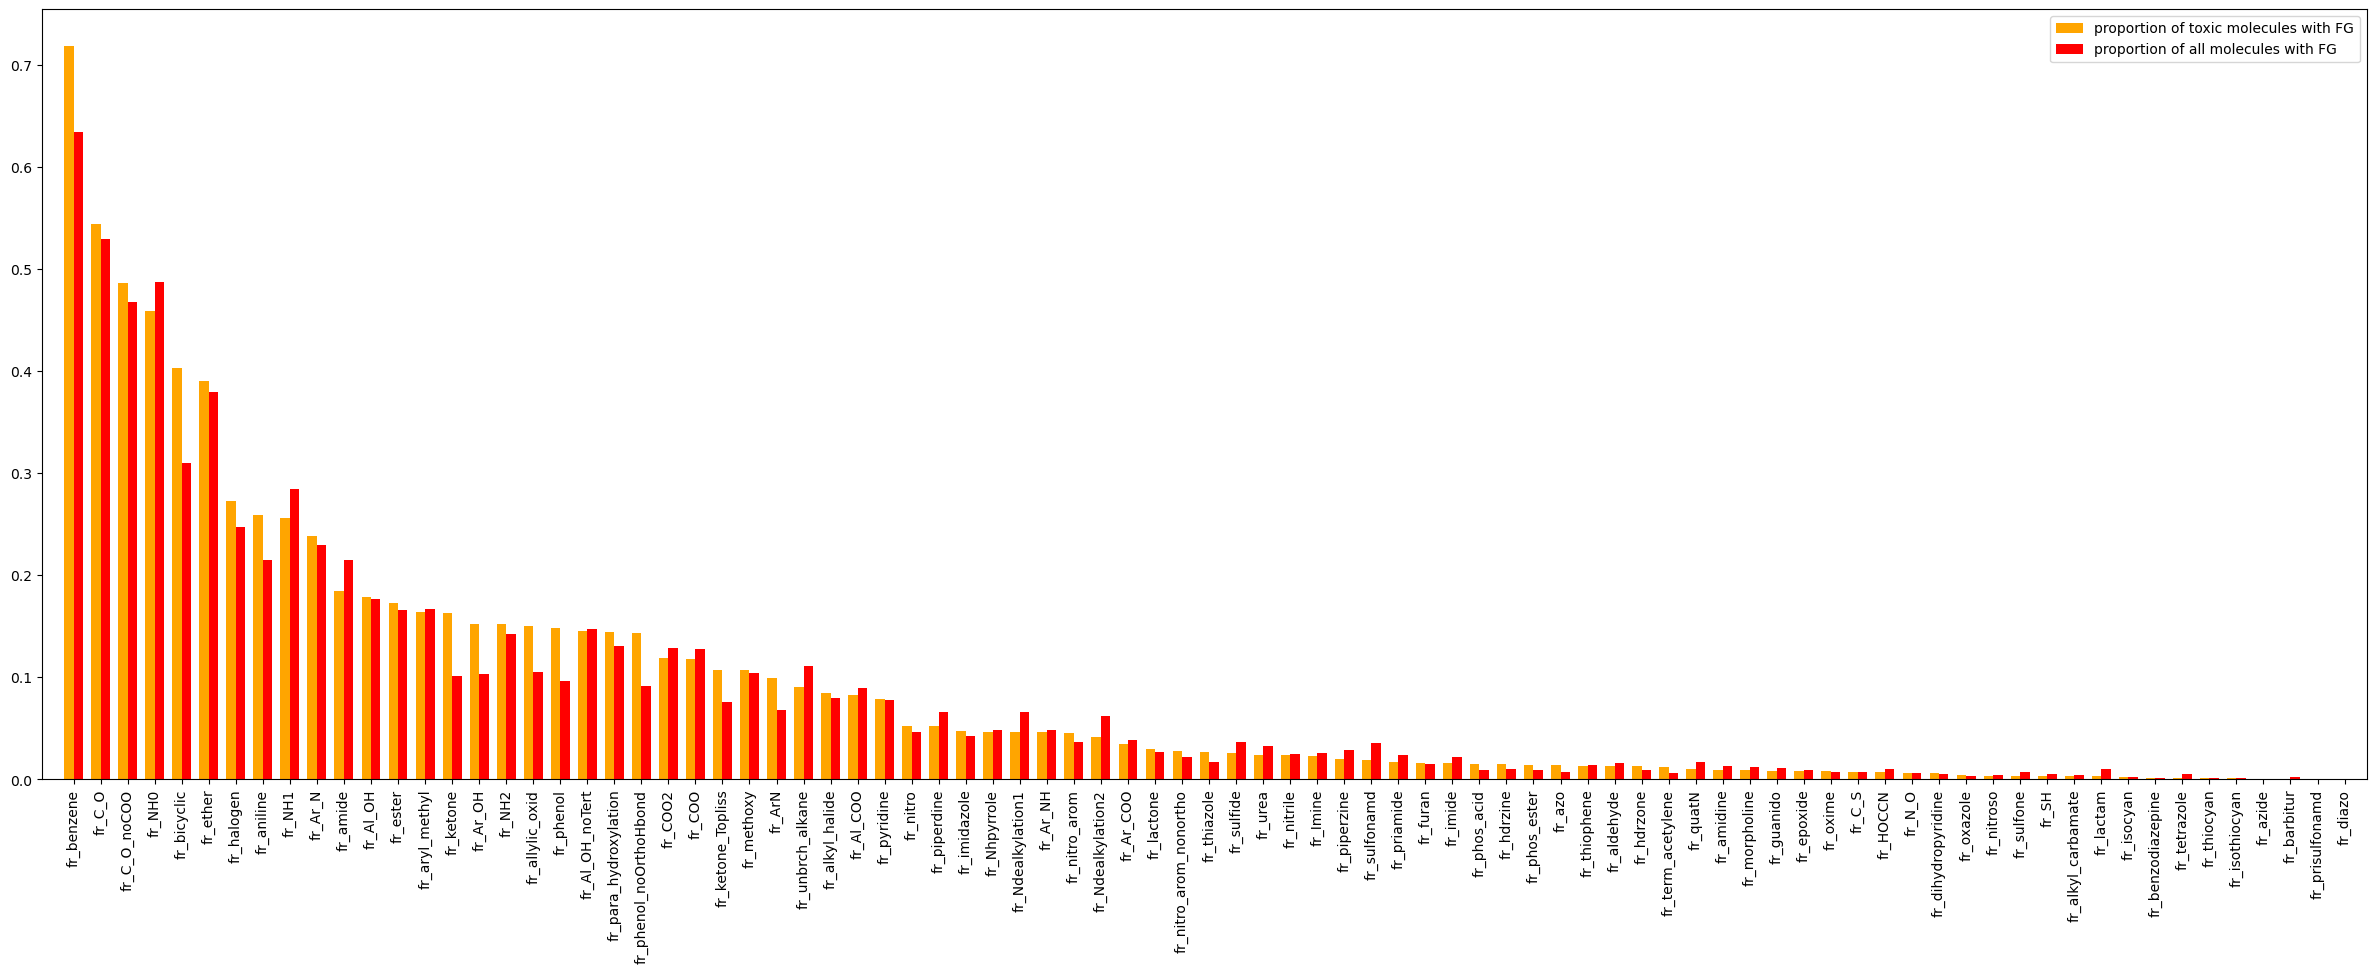 proportion of toxic molecules with FG
proportion of all molecules with FG
0.7
0.6
0.5
0.4
0.3
0.2
0.1
0.0
fr_benzene
fr_C_O
fr_C_O_noCOO
fr_NH0
fr_bicyclic
fr_ether
fr_halogen
fr_aniline
fr_NH1
fr_Ar_N
fr_amide
fr_Al_OH
fr_ester
fr_aryl_methyl
fr_ketone
fr_Ar_OH
fr_NH2
fr_allylic_oxid
fr_phenol
fr_Al_OH_noTert
fr_para_hydroxylation
fr_phenol_noOrthoHbond
fr_COO2
fr_COO
fr_ketone_Topliss
fr_methoxy
fr_ArN
fr_unbrch_alkane
fr_alkyl_halide
fr_Al_COO
fr_pyridine
fr_nitro
fr_piperdine
fr_imidazole
fr_Nhpyrrole
fr_Ndealkylation1
fr_Ar_NH
fr_nitro_arom
fr_Ndealkylation2
fr_Ar_COO
fr_lactone
fr_nitro_arom_nonortho
fr_thiazole
fr_sulfide
fr_urea
fr_nitrile
fr_Imine
fr_piperzine
fr_sulfonamd
fr_priamide
fr_furan
fr_imide
fr_phos_acid
fr_hdrzine
fr_phos_ester
fr_azo
fr_thiophene
fr_aldehyde
fr_hdrzone
fr_term_acetylene
fr_quatN
fr_amidine
fr_morpholine
fr_guanido
fr_epoxide
fr_oxime
fr_C_S
fr_HOCCN
fr_N_O
fr_dihydropyridine
fr_oxazole
fr_nitroso
fr_sulfone
fr_SH
fr_alkyl_carbamate
fr_lactam
fr_isocyan
fr_benzodiazepine
fr_tetrazole
fr_thiocyan
fr_isothiocyan
fr_azide
fr_barbitur
fr_prisulfonamd
fr_diazo